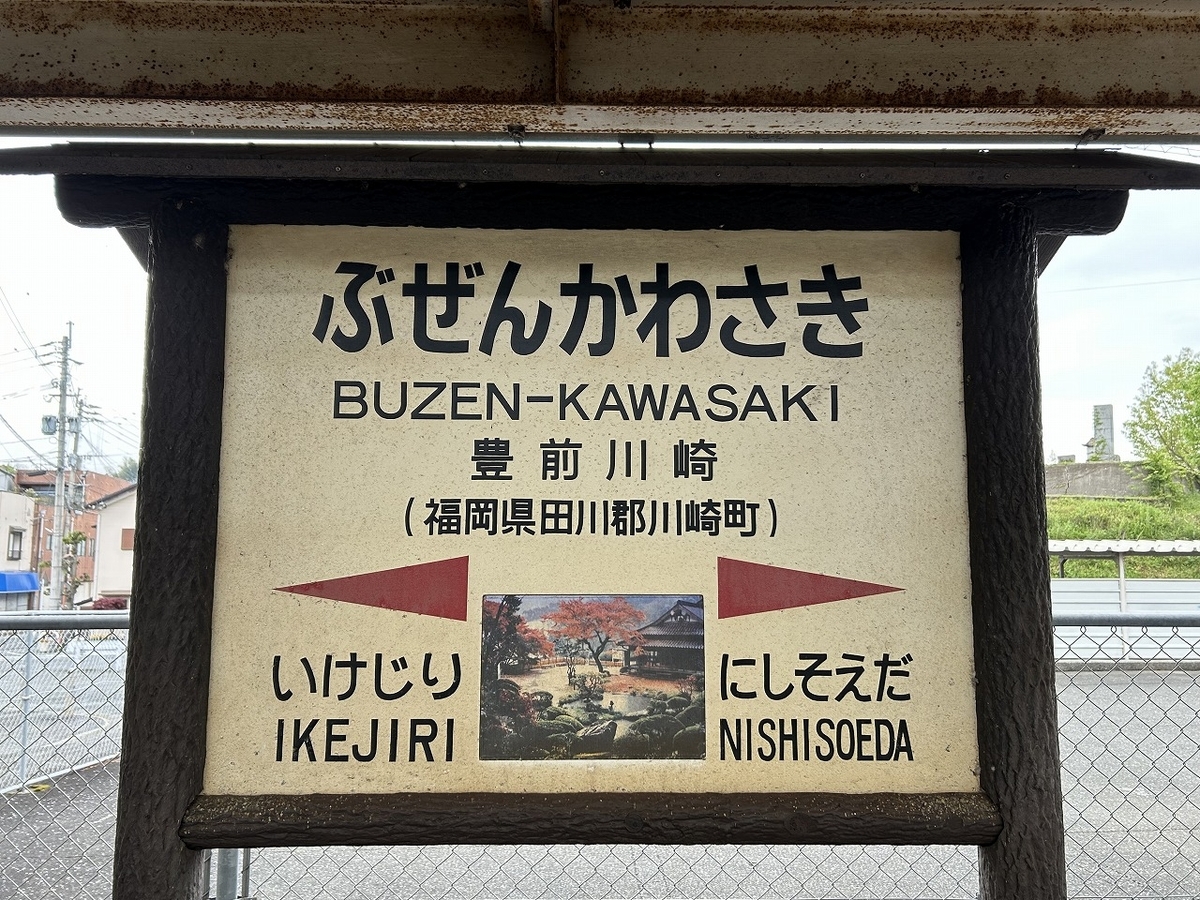 ぶぜんかわさき
BUZEN-KAWASAKI
豊前川崎
(福岡県田川郡川崎町)
いけじり
IKEJIRI
にしそえだ
NISHISOEDA